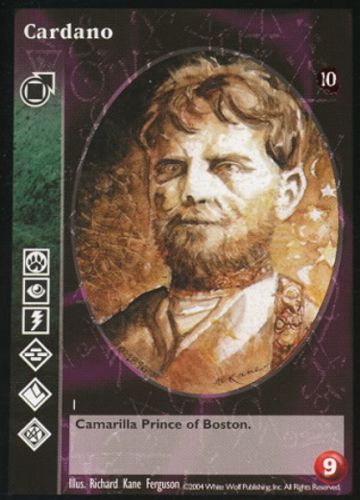 Cardano
10
Camarilla Prince of Boston.
9
Illus. Richard Kane Ferguson ©2004 White Wolf Publishing, Inc. All Rights Reserved.